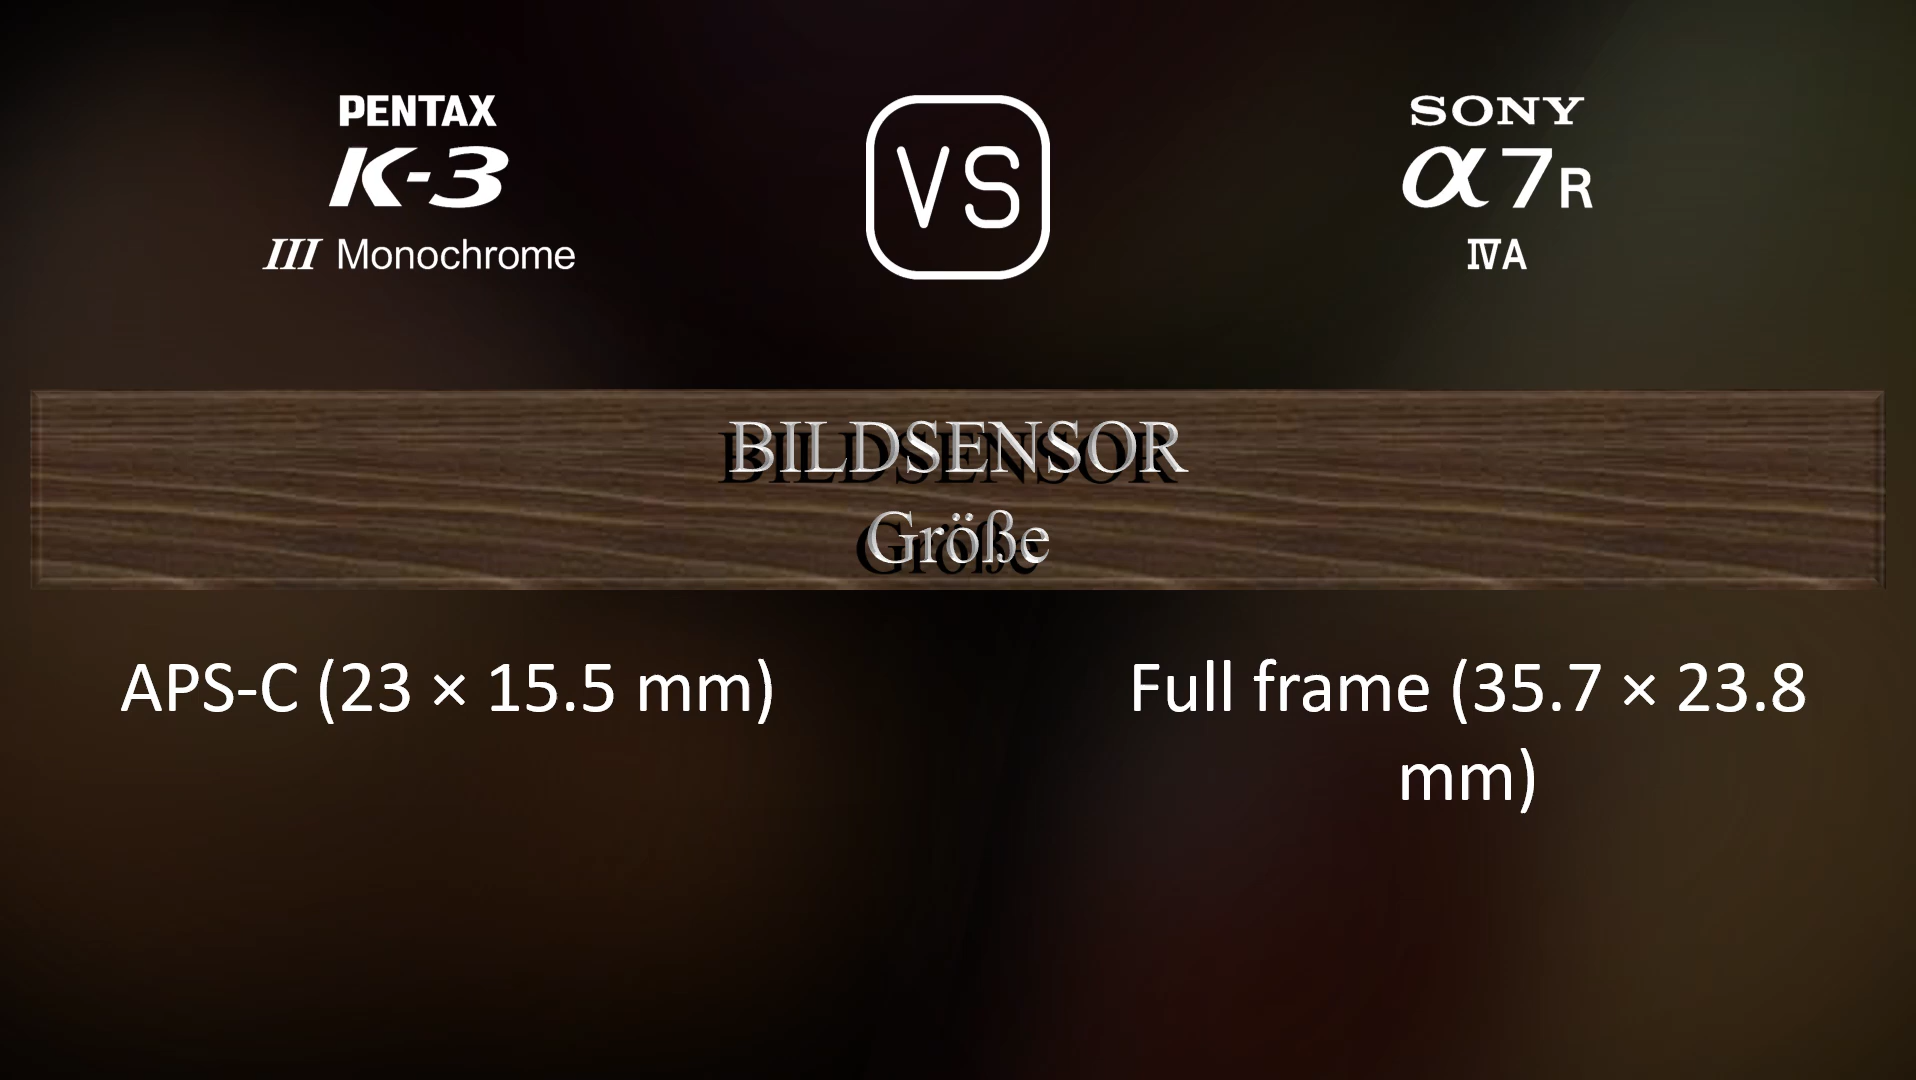 PENTAX
K-3
III Monochrome
VS
SONY
α7R
IVA
BILDSENSOR
Größe
APS-C (23 × 15.5 mm)
Full frame (35.7 × 23.8
mm)